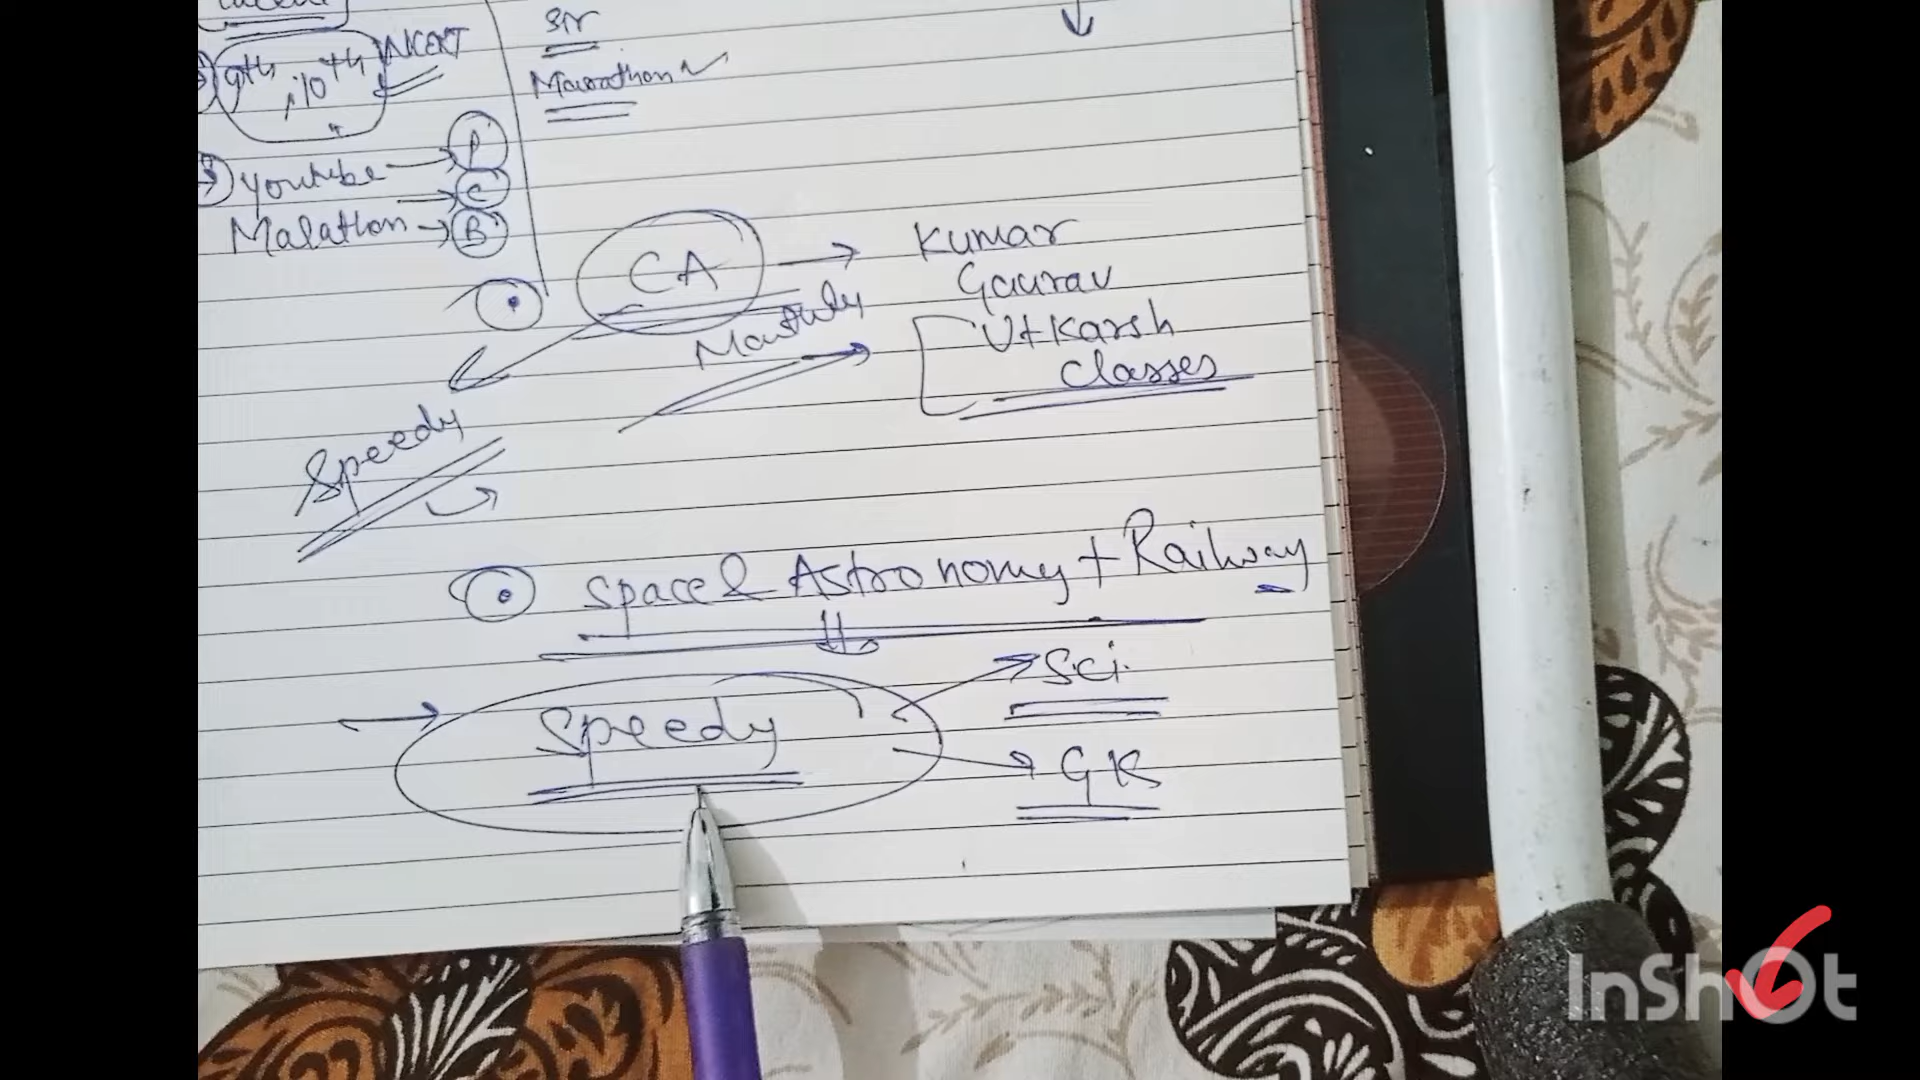 9th, 10th NCERT
Youtube → P
→ C
Malathon → B
Sir
Marathon
CA → Kumar
Gaurav
Monthly → Utkarsh
Classes
Speedy
Space & Astronomy + Railway
Speedy → Sci.
→ GK
InShOt